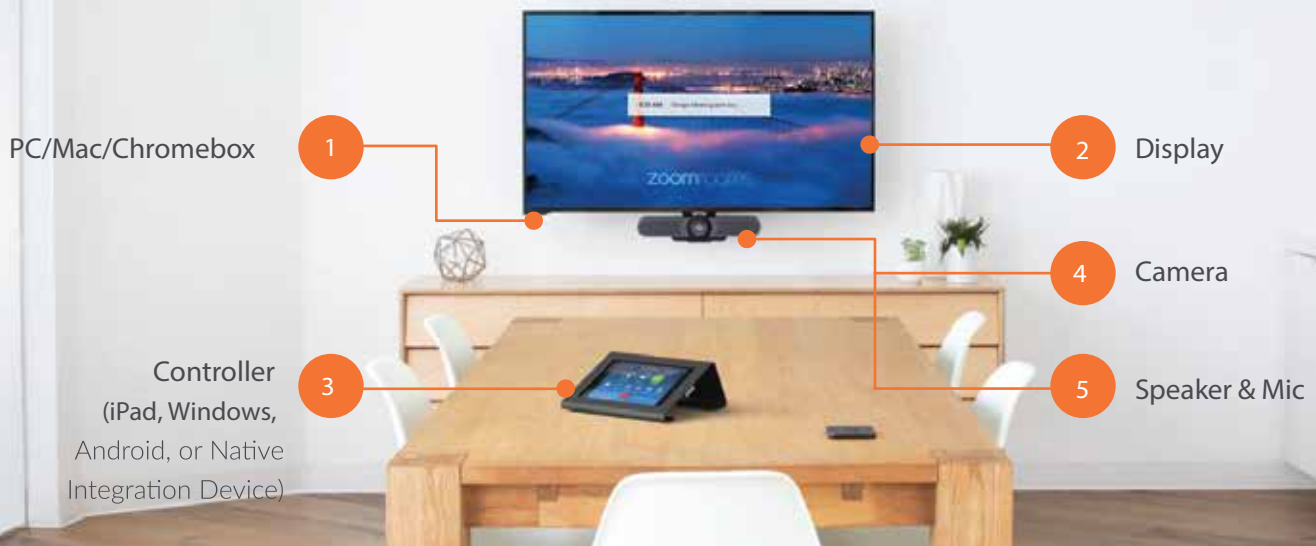 PC/Mac/Chromebox
1
2
Display
zoomrooms
4
Camera
Controller
(iPad, Windows,
Android, or Native
Integration Device)
3
5
Speaker & Mic